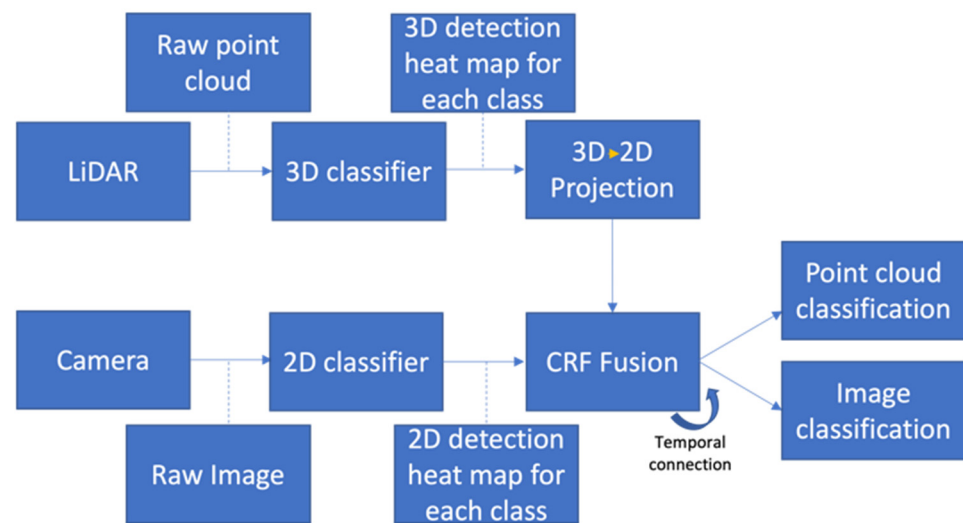 Raw point
cloud
3D detection
heat map for
each class
LiDAR
3D classifier
3D▸2D
Projection
Point cloud
classification
Camera
2D classifier
CRF Fusion
Image
classification
Temporal
connection
Raw Image
2D detection
heat map for
each class